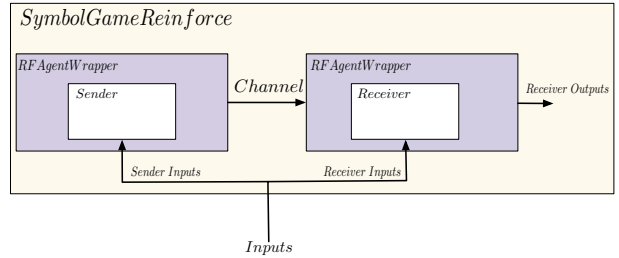 SymbolGameReinforce
RFAgentWrapper
Sender
Channel
RFAgentWrapper
Receiver
Receiver Outputs
Sender Inputs
Receiver Inputs
Inputs